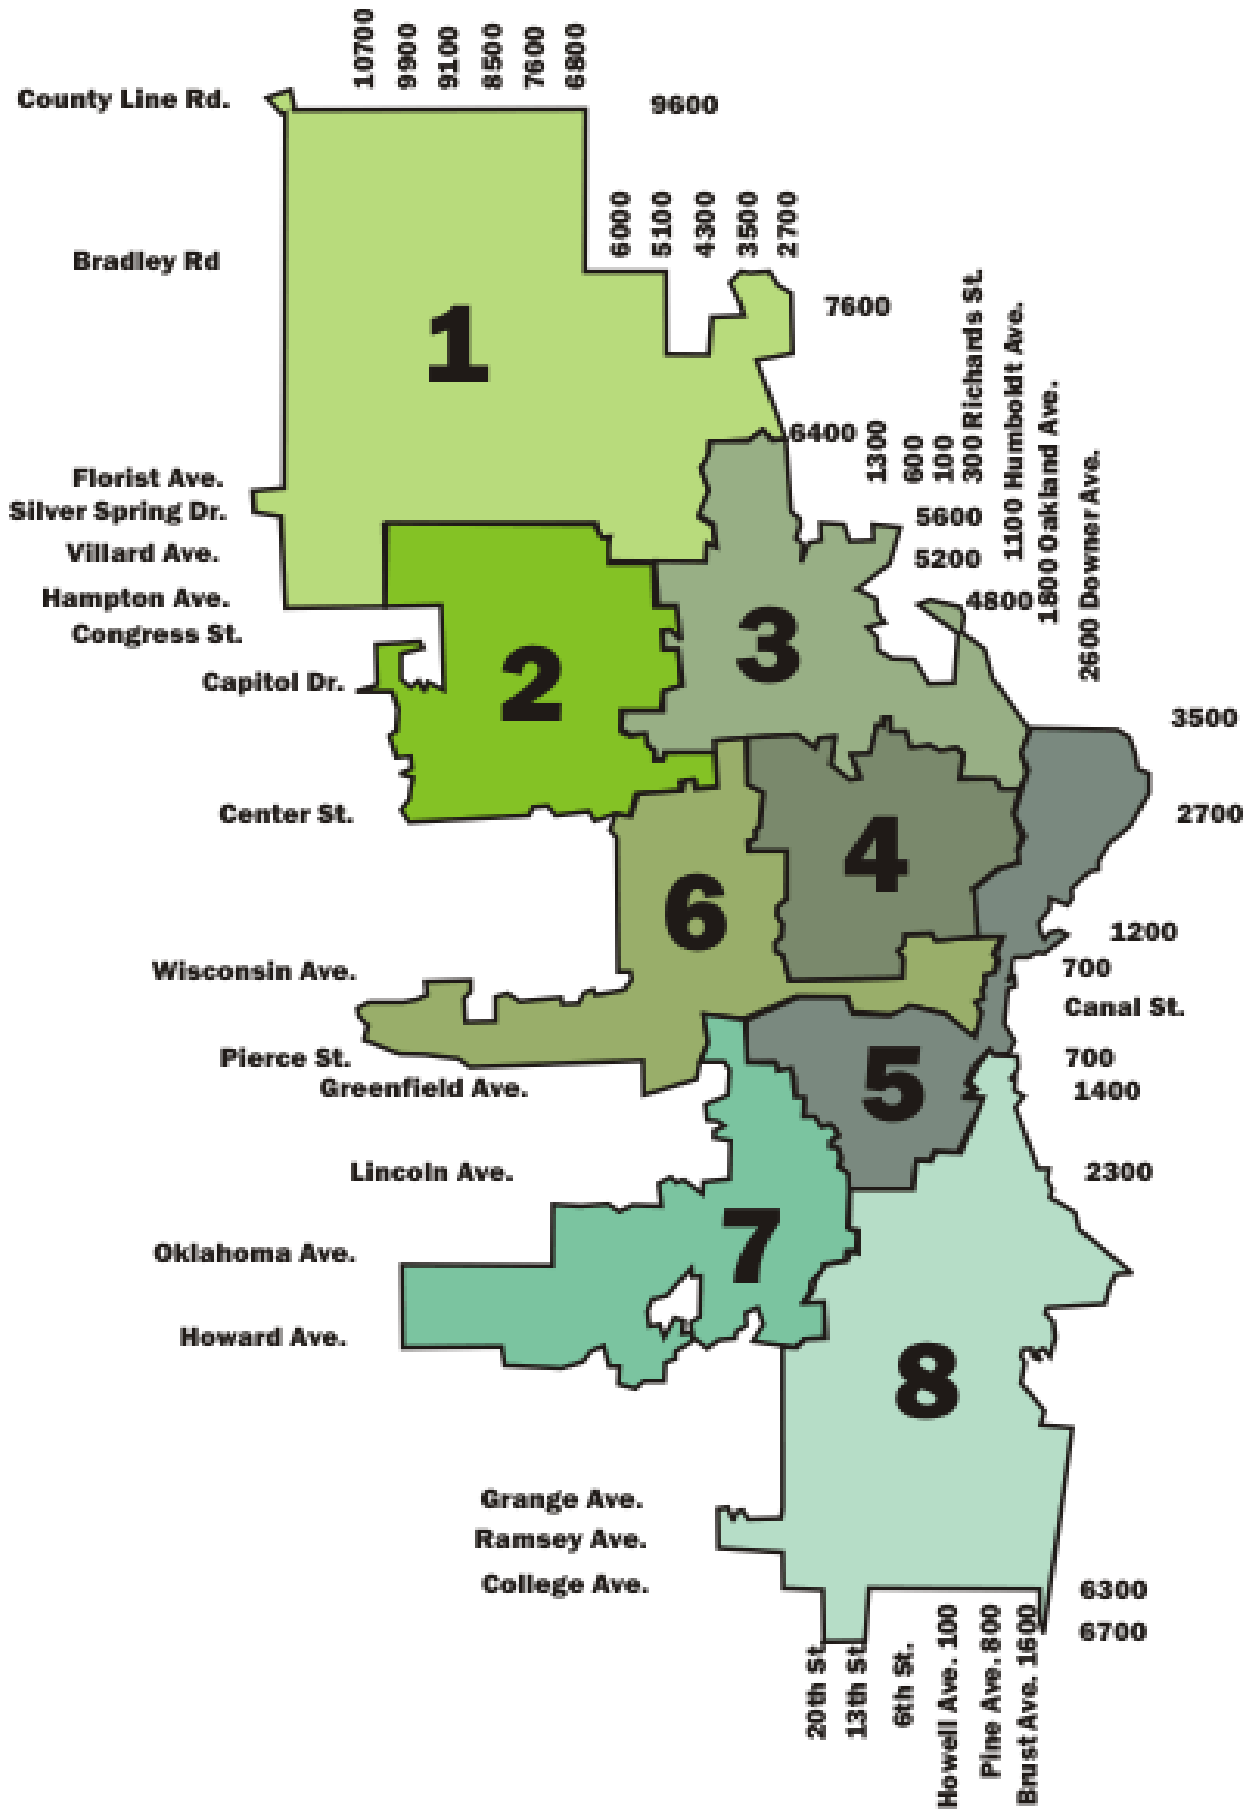 10700
9900
9100
8500
7600
6800
County Line Rd.
9600
6000
5100
4300
3500
2700
Bradley Rd
7600
1
6400
1300
600
100
300 Richards St.
1100 Humboldt Ave.
1800 Oakland Ave.
2600 Downer Ave.
Florist Ave.
Silver Spring Dr.
5600
Villard Ave.
5200
Hampton Ave.
4800
Congress St.
3
2
Capitol Dr.
3500
Center St.
2700
4
6
1200
Wisconsin Ave.
700
Canal St.
Pierce St.
700
5
Greenfield Ave.
1400
Lincoln Ave.
2300
7
Oklahoma Ave.
Howard Ave.
8
Grange Ave.
Ramsey Ave.
College Ave.
6300
6700
20th St
13th St
6th St.
Howell Ave. 100
Pine Ave. 800
Brust Ave. 1600